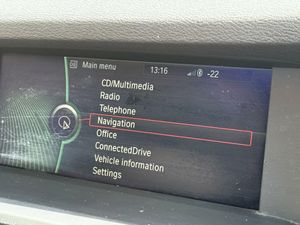 Main menu 13:16 -22
CD/Multimedia
Radio
Telephone
Navigation
Office
ConnectedDrive
Vehicle information
Settings